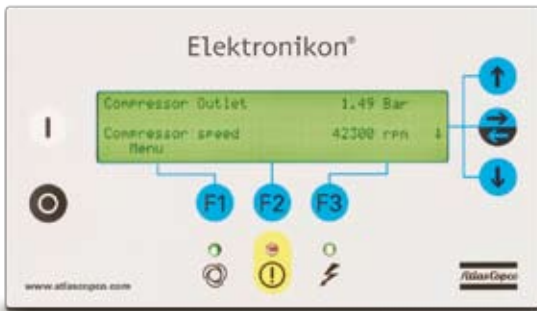 Elektronikon®
Compressor Outlet 1.49 Bar
Compressor speed 42300 rpm ↓
Menu
F1 F2 F3
www.atlascopco.com
Atlas Copco